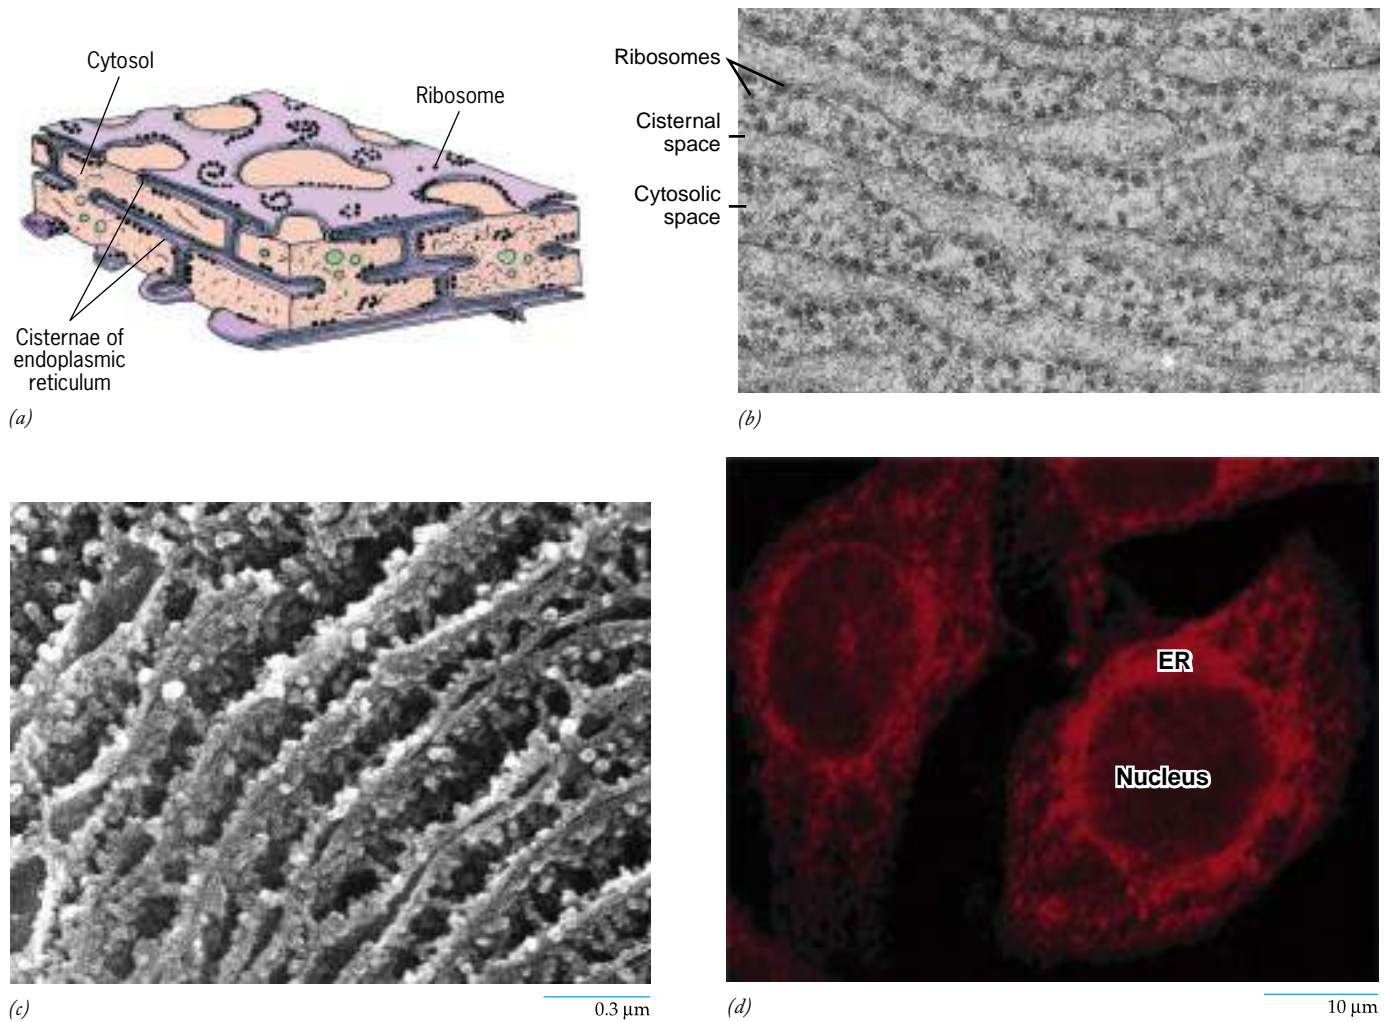 Cytosol
Ribosome
Cisternae of
endoplasmic
reticulum
(a)
Ribosomes
Cisternal
space
Cytosolic
space
(b)
0.3 µm
(c)
ER
Nucleus
10 µm
(d)